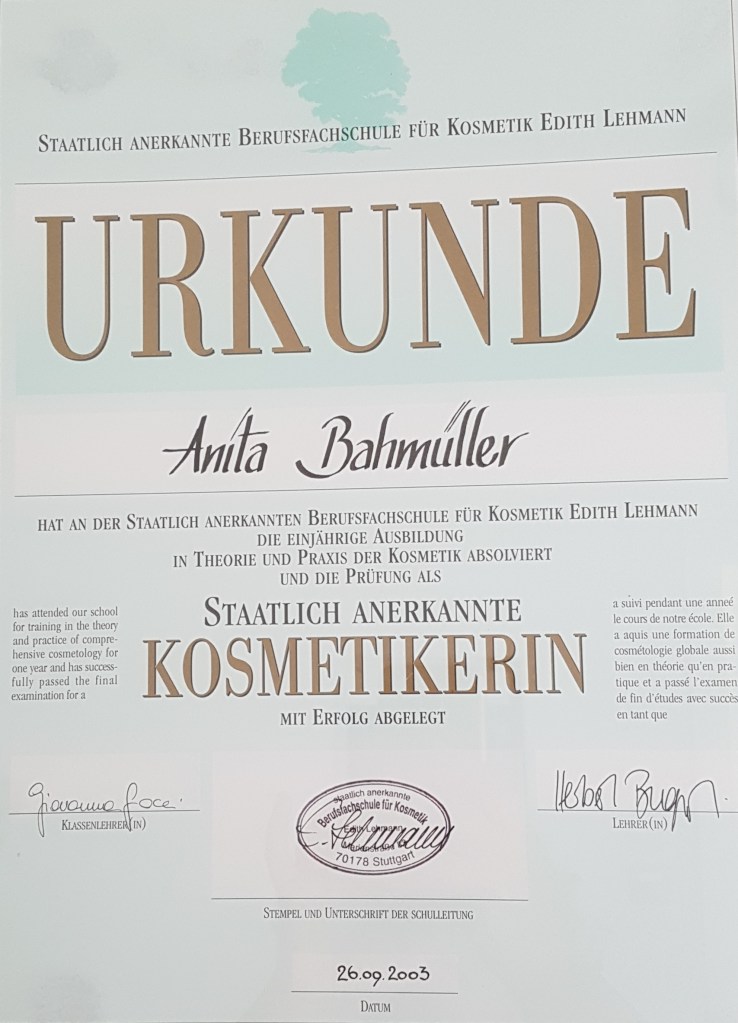 STAATLICH ANERKANNTE BERUFSFACHSCHULE FÜR KOSMETIK EDITH LEHMANN
URKUNDE
Anita Bahmüller
HAT AN DER STAATLICH ANERKANNTEN BERUFSFACHSCHULE FÜR KOSMETIK EDITH LEHMANN
DIE EINJÄHRIGE AUSBILDUNG
IN THEORIE UND PRAXIS DER KOSMETIK ABSOLVIERT
UND DIE PRÜFUNG ALS
STAATLICH ANERKANNTE
KOSMETIKERIN
MIT ERFOLG ABGELEGT
has attended our school
for training in the theory
and practice of compre-
hensive cosmetology for
one year and has success-
fully passed the final
examination for a
a suivi pendant une anneé
le cours de notre école. Elle
a aquis une formation de
cosmétologie globale aussi
bien en théorie qu'en pra-
tique et a passé l'examen
de fin d'études avec succès
en tant que
Giovanna
KLASSENLEHRER(IN)
staatlich anerkannte
Berufsfachschule für Kosmetik
Edith Lehmann
70178 Stuttgart
E. Lehmann
STEMPEL UND UNTERSCHRIFT DER SCHULLEITUNG
LEHRER(IN)
26.09.2003
DATUM